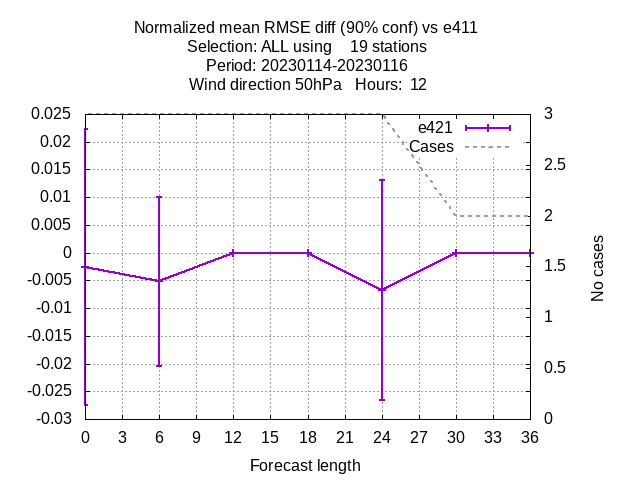 Normalized mean RMSE diff (90% conf) vs e411
Selection: ALL using    19 stations
Period: 20230114-20230116
Wind direction 50hPa   Hours:  12
0.025
0.02
0.015
0.01
0.005
0
-0.005
-0.01
-0.015
-0.02
-0.025
-0.03
e421
Cases
3
2.5
2
1.5
1
0.5
0
No cases
0 3 6 9 12 15 18 21 24 27 30 33 36
Forecast length